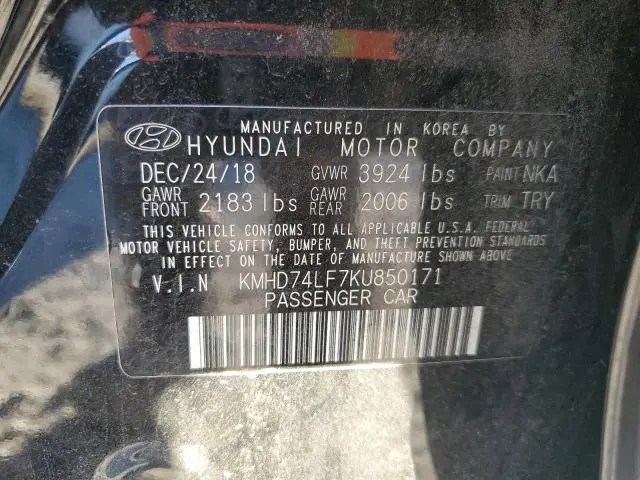 MANUFACTURED IN KOREA BY
HYUNDAI MOTOR COMPANY
DEC/24/18 GVWR 3924 lbs PAINT NKA
GAWR FRONT 2183 lbs GAWR REAR 2006 lbs TRIM TRY
THIS VEHICLE CONFORMS TO ALL APPLICABLE U.S.A. FEDERAL
MOTOR VEHICLE SAFETY, BUMPER, AND THEFT PREVENTION STANDARDS
IN EFFECT ON THE DATE OF MANUFACTURE SHOWN ABOVE
V.I.N KMHD74LF7KU850171
PASSENGER CAR